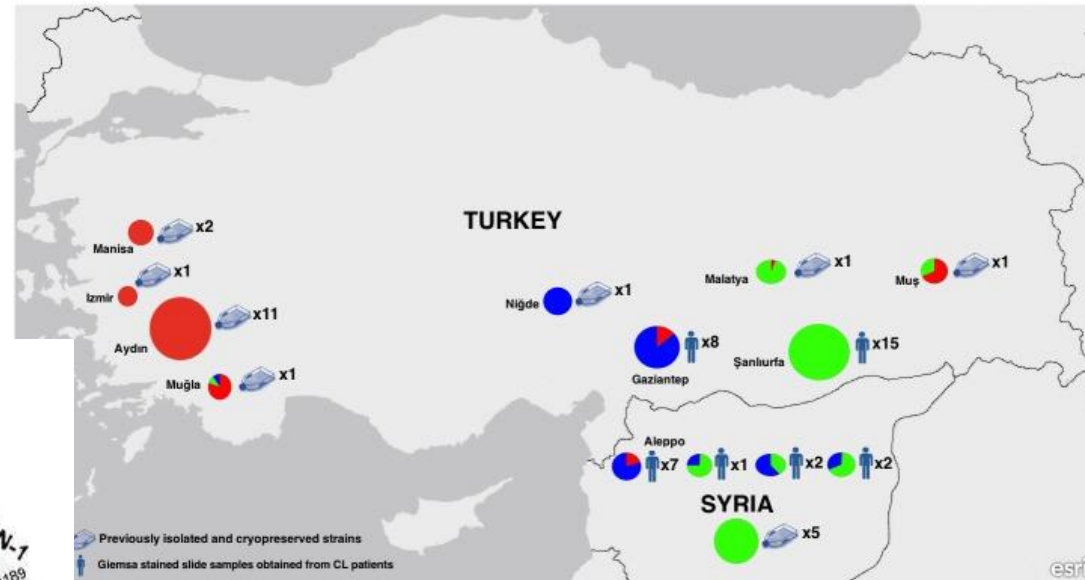 TURKEY
Manisa
x2
Izmir
x1
Aydın
x11
Muğla
x1
Niğde
x1
Malatya
x1
Muş
x1
Gaziantep
x8
Şanlıurfa
x15
Aleppo
x7
x1
x2
x2
SYRIA
x5
Previously isolated and cryopreserved strains
Giemsa stained slide samples obtained from CL patients
esri